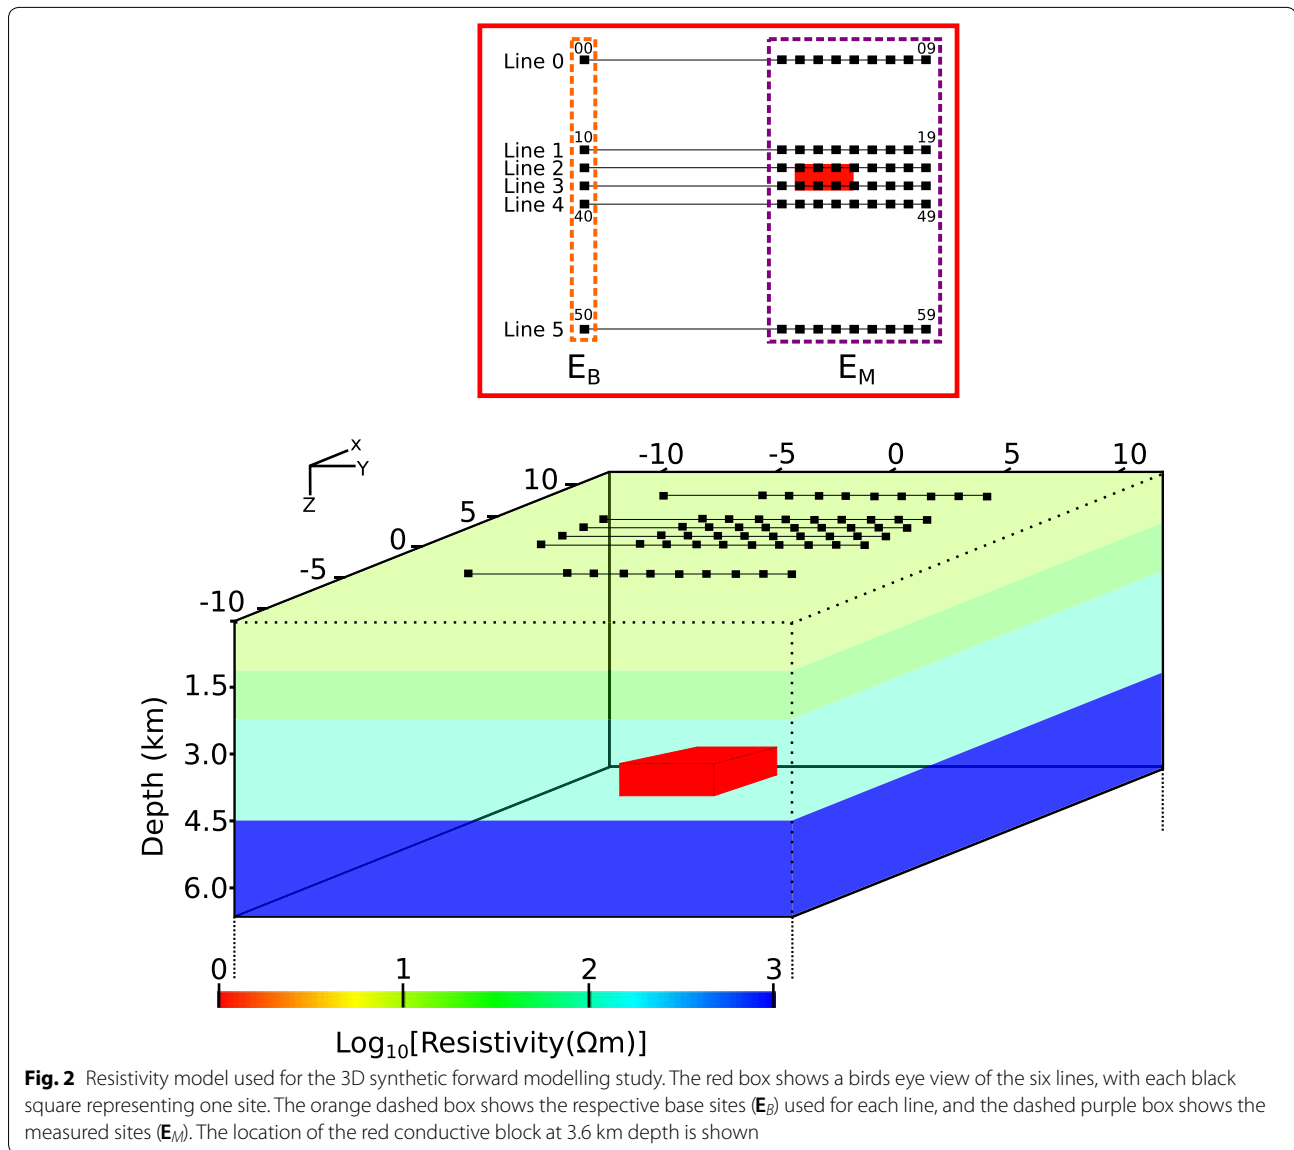 00 09
Line 0
10 19
Line 1
Line 2
Line 3
Line 4
40 49
50 59
Line 5
E_B E_M
X
Y
Z
-10 -5 0 5 10
10
5
0
-5
-10
1.5
3.0
4.5
6.0
Depth (km)
0 1 2 3
Log10[Resistivity(Ωm)]
Fig. 2 Resistivity model used for the 3D synthetic forward modelling study. The red box shows a birds eye view of the six lines, with each black
square representing one site. The orange dashed box shows the respective base sites (E_B) used for each line, and the dashed purple box shows the
measured sites (E_M). The location of the red conductive block at 3.6 km depth is shown